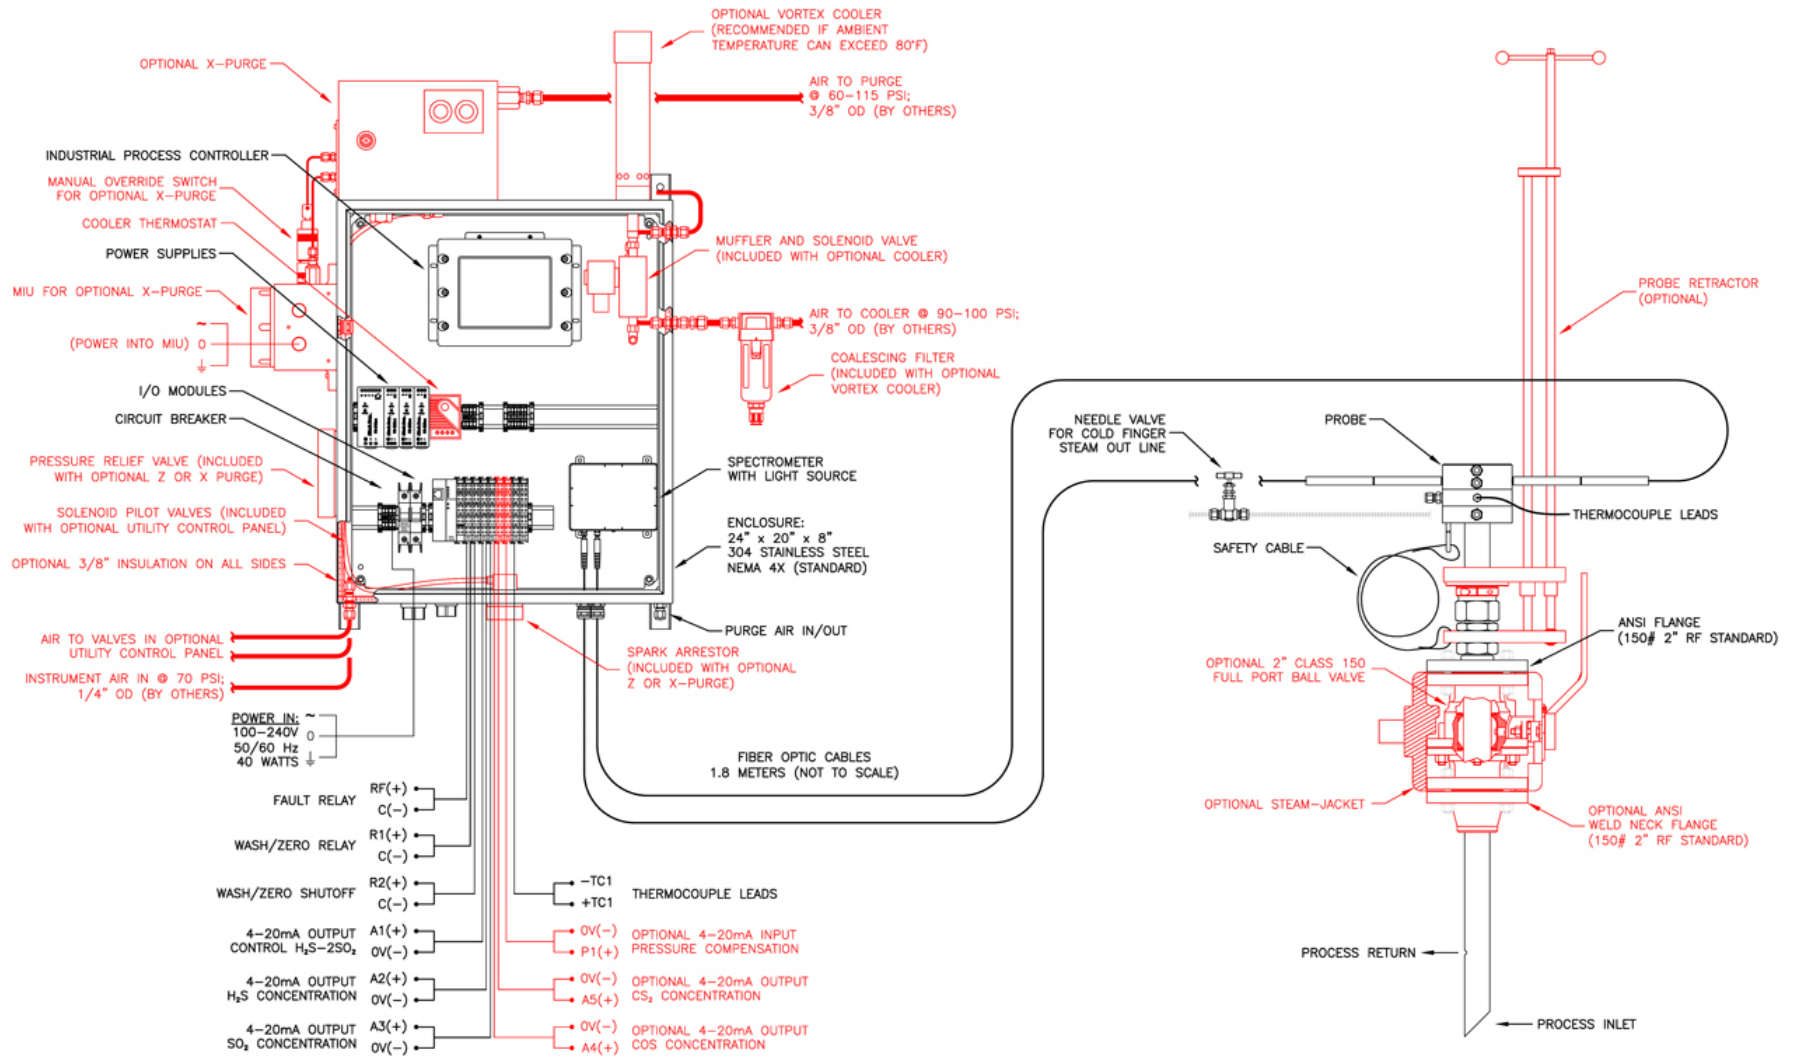 OPTIONAL VORTEX COOLER
(RECOMMENDED IF AMBIENT
TEMPERATURE CAN EXCEED 80°F)
OPTIONAL X-PURGE
AIR TO PURGE
@ 60-115 PSI;
3/8" OD (BY OTHERS)
INDUSTRIAL PROCESS CONTROLLER
MANUAL OVERRIDE SWITCH
FOR OPTIONAL X-PURGE
COOLER THERMOSTAT
POWER SUPPLIES
MUFFLER AND SOLENOID VALVE
(INCLUDED WITH OPTIONAL COOLER)
MIU FOR OPTIONAL X-PURGE
~
(POWER INTO MIU) 0
AIR TO COOLER @ 90-100 PSI;
3/8" OD (BY OTHERS)
PROBE RETRACTOR
(OPTIONAL)
COALESCING FILTER
(INCLUDED WITH OPTIONAL
VORTEX COOLER)
I/O MODULES
CIRCUIT BREAKER
NEEDLE VALVE
FOR COLD FINGER
STEAM OUT LINE
PROBE
PRESSURE RELIEF VALVE (INCLUDED
WITH OPTIONAL Z OR X PURGE)
SPECTROMETER
WITH LIGHT SOURCE
SOLENOID PILOT VALVES (INCLUDED
WITH OPTIONAL UTILITY CONTROL PANEL)
THERMOCOUPLE LEADS
ENCLOSURE:
24" x 20" x 8"
304 STAINLESS STEEL
NEMA 4X (STANDARD)
SAFETY CABLE
OPTIONAL 3/8" INSULATION ON ALL SIDES
AIR TO VALVES IN OPTIONAL
UTILITY CONTROL PANEL
PURGE AIR IN/OUT
ANSI FLANGE
(150# 2" RF STANDARD)
SPARK ARRESTOR
(INCLUDED WITH OPTIONAL
Z OR X-PURGE)
INSTRUMENT AIR IN @ 70 PSI;
1/4" OD (BY OTHERS)
OPTIONAL 2" CLASS 150
FULL PORT BALL VALVE
POWER IN: ~
100-240V 0
50/60 Hz
40 WATTS
FIBER OPTIC CABLES
1.8 METERS (NOT TO SCALE)
OPTIONAL STEAM-JACKET
OPTIONAL ANSI
WELD NECK FLANGE
(150# 2" RF STANDARD)
FAULT RELAY
RF(+)
C(-)
WASH/ZERO RELAY
R1(+)
C(-)
WASH/ZERO SHUTOFF
R2(+)
C(-)
4-20mA OUTPUT
CONTROL H₂S-2SO₂
A1(+)
0V(-)
4-20mA OUTPUT
H₂S CONCENTRATION
A2(+)
0V(-)
4-20mA OUTPUT
SO₂ CONCENTRATION
A3(+)
0V(-)
-TC1
+TC1
THERMOCOUPLE LEADS
0V(-)
P1(+)
OPTIONAL 4-20mA INPUT
PRESSURE COMPENSATION
0V(-)
A5(+)
OPTIONAL 4-20mA OUTPUT
CS₂ CONCENTRATION
0V(-)
A4(+)
OPTIONAL 4-20mA OUTPUT
COS CONCENTRATION
PROCESS RETURN
PROCESS INLET